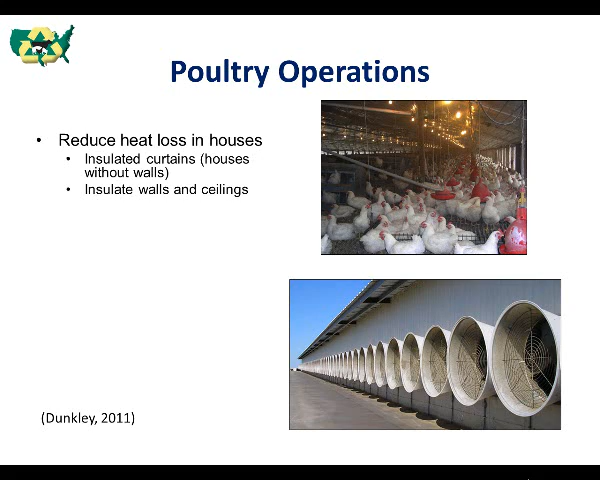 Poultry Operations
• Reduce heat loss in houses
• Insulated curtains (houses
without walls)
• Insulate walls and ceilings
(Dunkley, 2011)